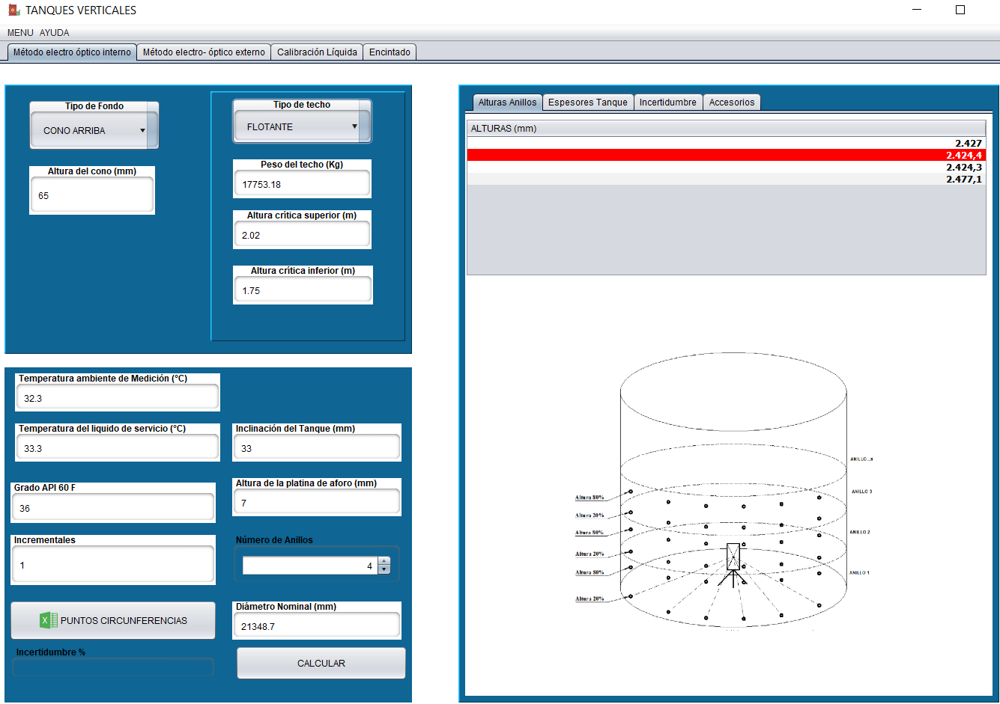 TANQUES VERTICALES
MENU AYUDA
Método electro óptico interno
Método electro- óptico externo
Calibración Líquida
Encintado
Tipo de Fondo
CONO ARRIBA
Altura del cono (mm)
65
Tipo de techo
FLOTANTE
Peso del techo (Kg)
17753.18
Altura crítica superior (m)
2.02
Altura crítica inferior (m)
1.75
Temperatura ambiente de Medición (°C)
32.3
Temperatura del liquido de servicio (°C)
33.3
Inclinación del Tanque (mm)
33
Grado API 60 F
36
Altura de la platina de aforo (mm)
7
Incrementales
1
Número de Anillos
4
PUNTOS CIRCUNFERENCIAS
Diámetro Nominal (mm)
21348.7
Incertidumbre %
CALCULAR
Alturas Anillos
Espesores Tanque
Incertidumbre
Accesorios
ALTURAS (mm)
2.427
2.424,4
2.424,3
2.477,1
ANILLO...n
ANILLO 3
ANILLO 2
ANILLO 1
Altura 80%
Altura 20%
Altura 80%
Altura 20%
Altura 80%
Altura 20%